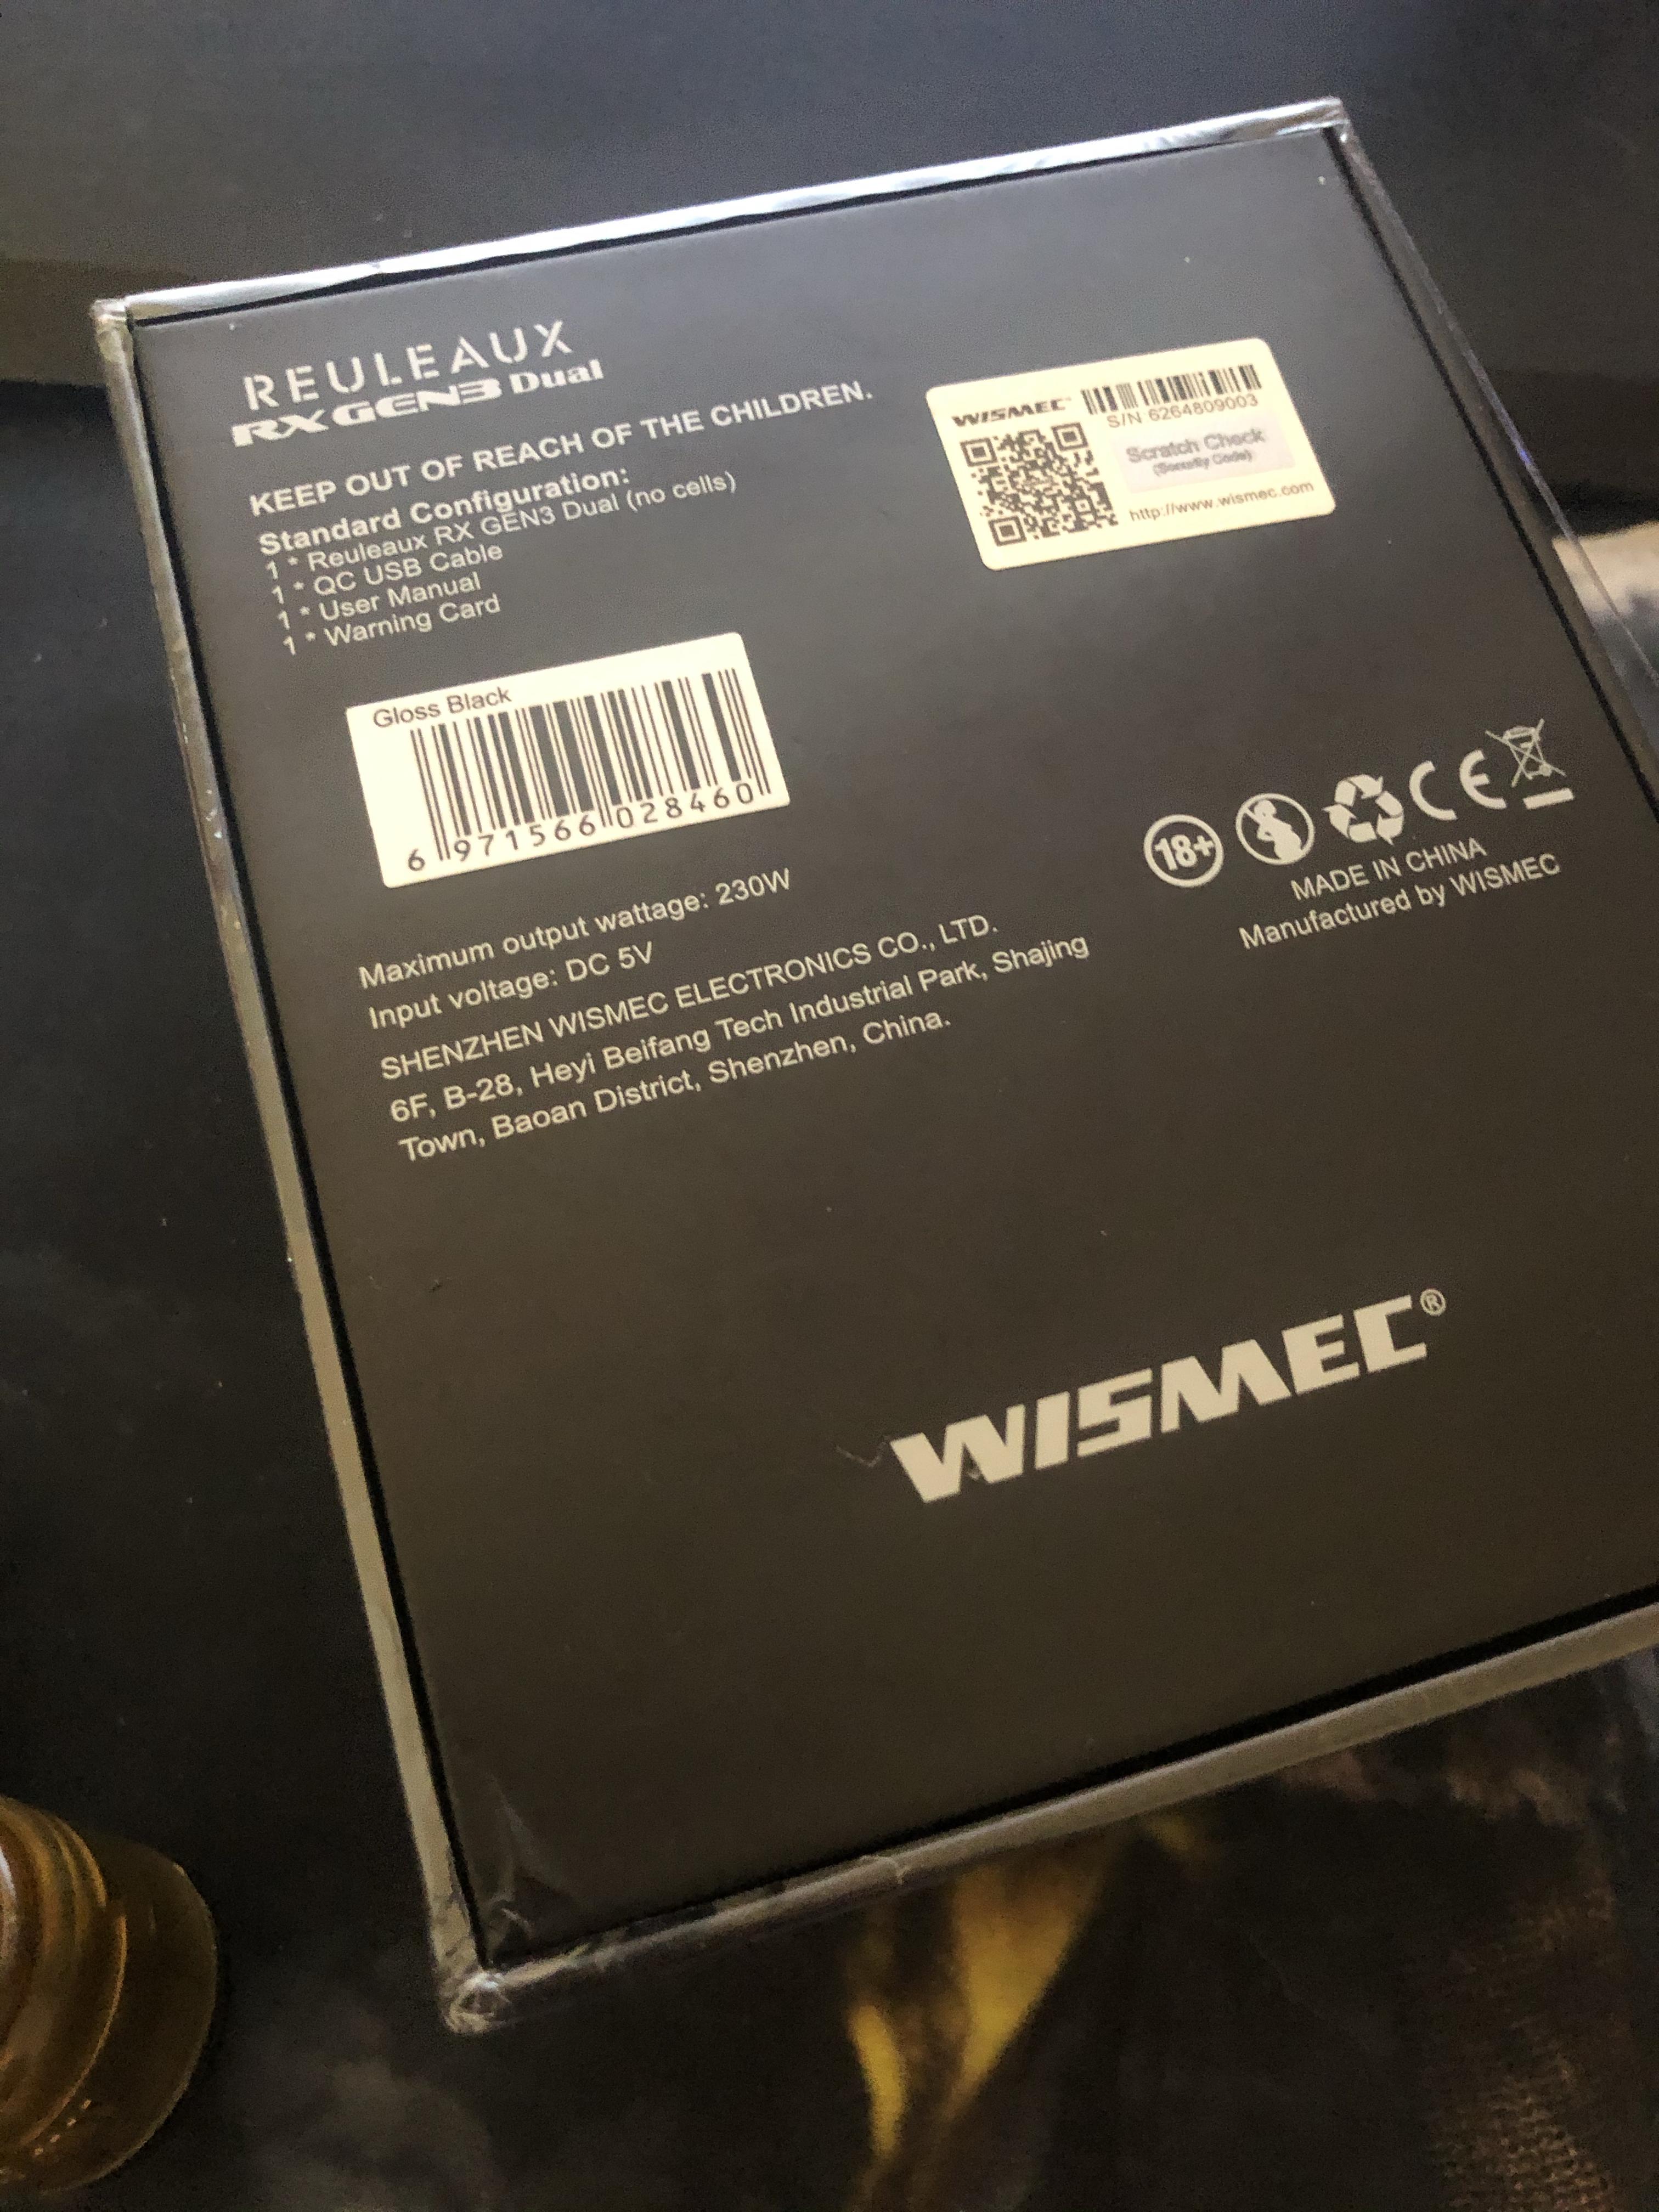 REULEAUX
RX GEN3 Dual
KEEP OUT OF REACH OF THE CHILDREN.
Standard Configuration:
1 * Reuleaux RX GEN3 Dual (no cells)
1 * QC USB Cable
1 * User Manual
1 * Warning Card
WISMEC
S/N 6264809003
Scratch Check
(Security Code)
http://www.wismec.com
Gloss Black
6 971566 028460
18+
CE
MADE IN CHINA
Manufactured by WISMEC
Maximum output wattage: 230W
Input voltage: DC 5V
SHENZHEN WISMEC ELECTRONICS CO., LTD.
6F, B-28, Heyi Beifang Tech Industrial Park, Shajing
Town, Baoan District, Shenzhen, China.
WISMEC®